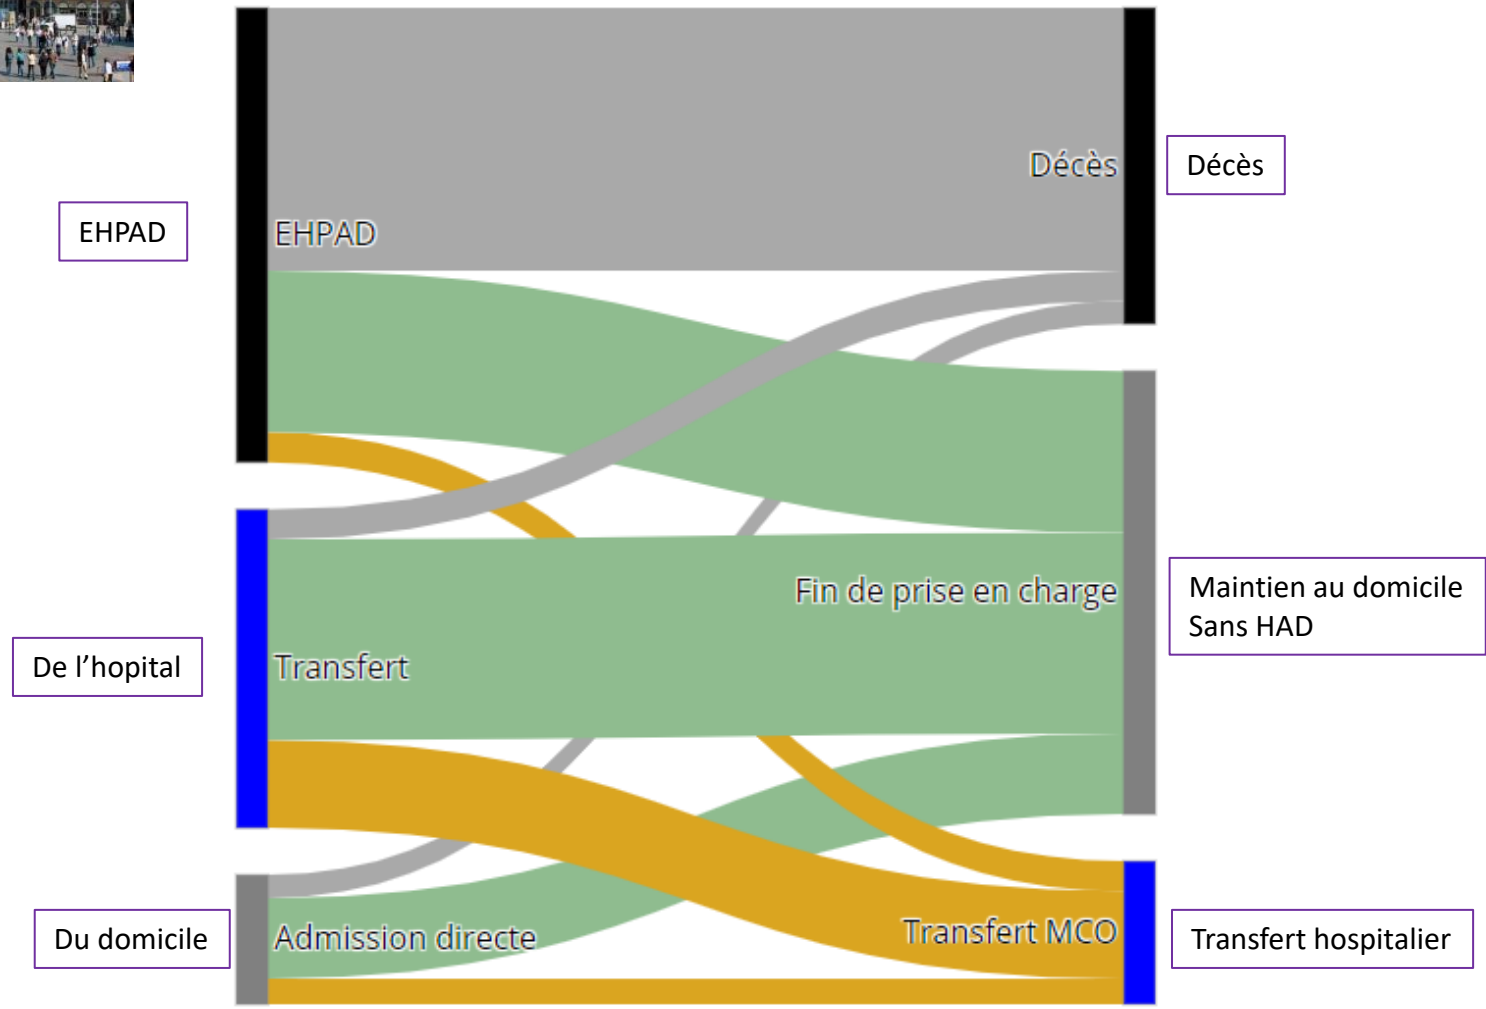 Décès
Décès
EHPAD
EHPAD
Fin de prise en charge
Maintien au domicile
Sans HAD
De l’hopital
Transfert
Du domicile
Admission directe
Transfert MCO
Transfert hospitalier